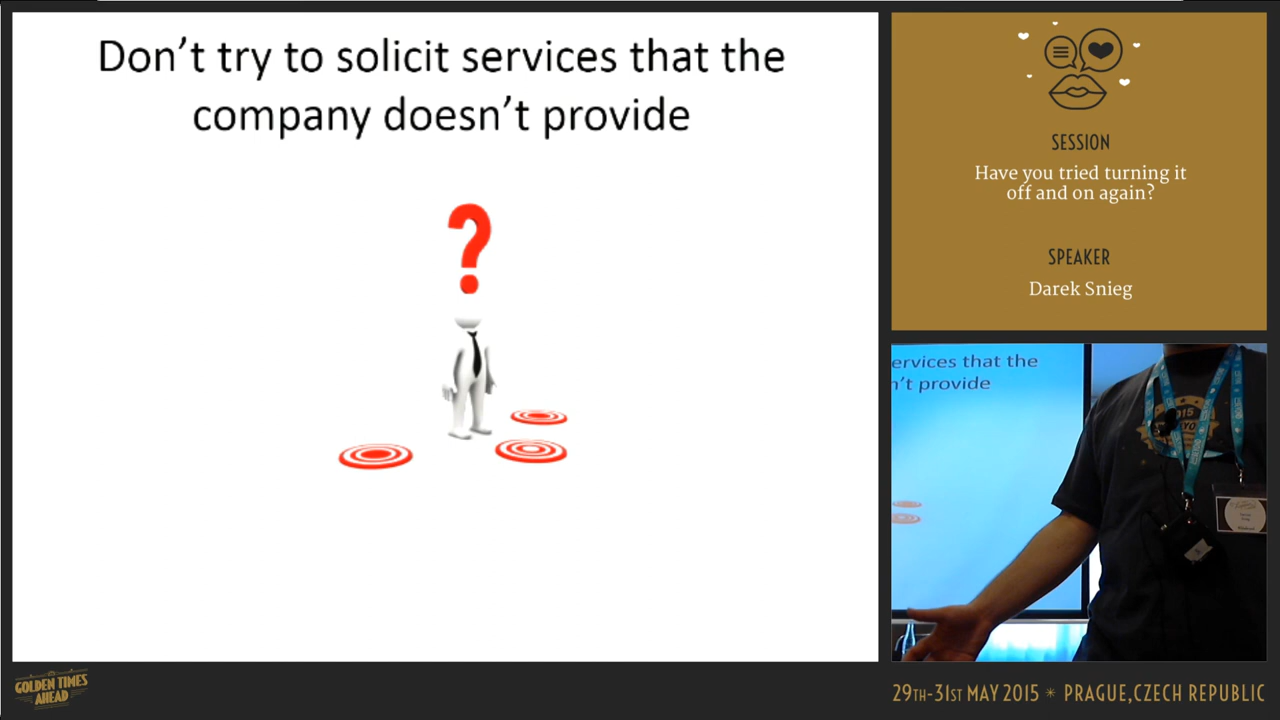 Don't try to solicit services that the
company doesn't provide
?
SESSION
Have you tried turning it
off and on again?
SPEAKER
Darek Snieg
ervices that the
n't provide
2015
GOLDEN TIMES
AHEAD
29TH-31ST MAY 2015 * PRAGUE,CZECH REPUBLIC